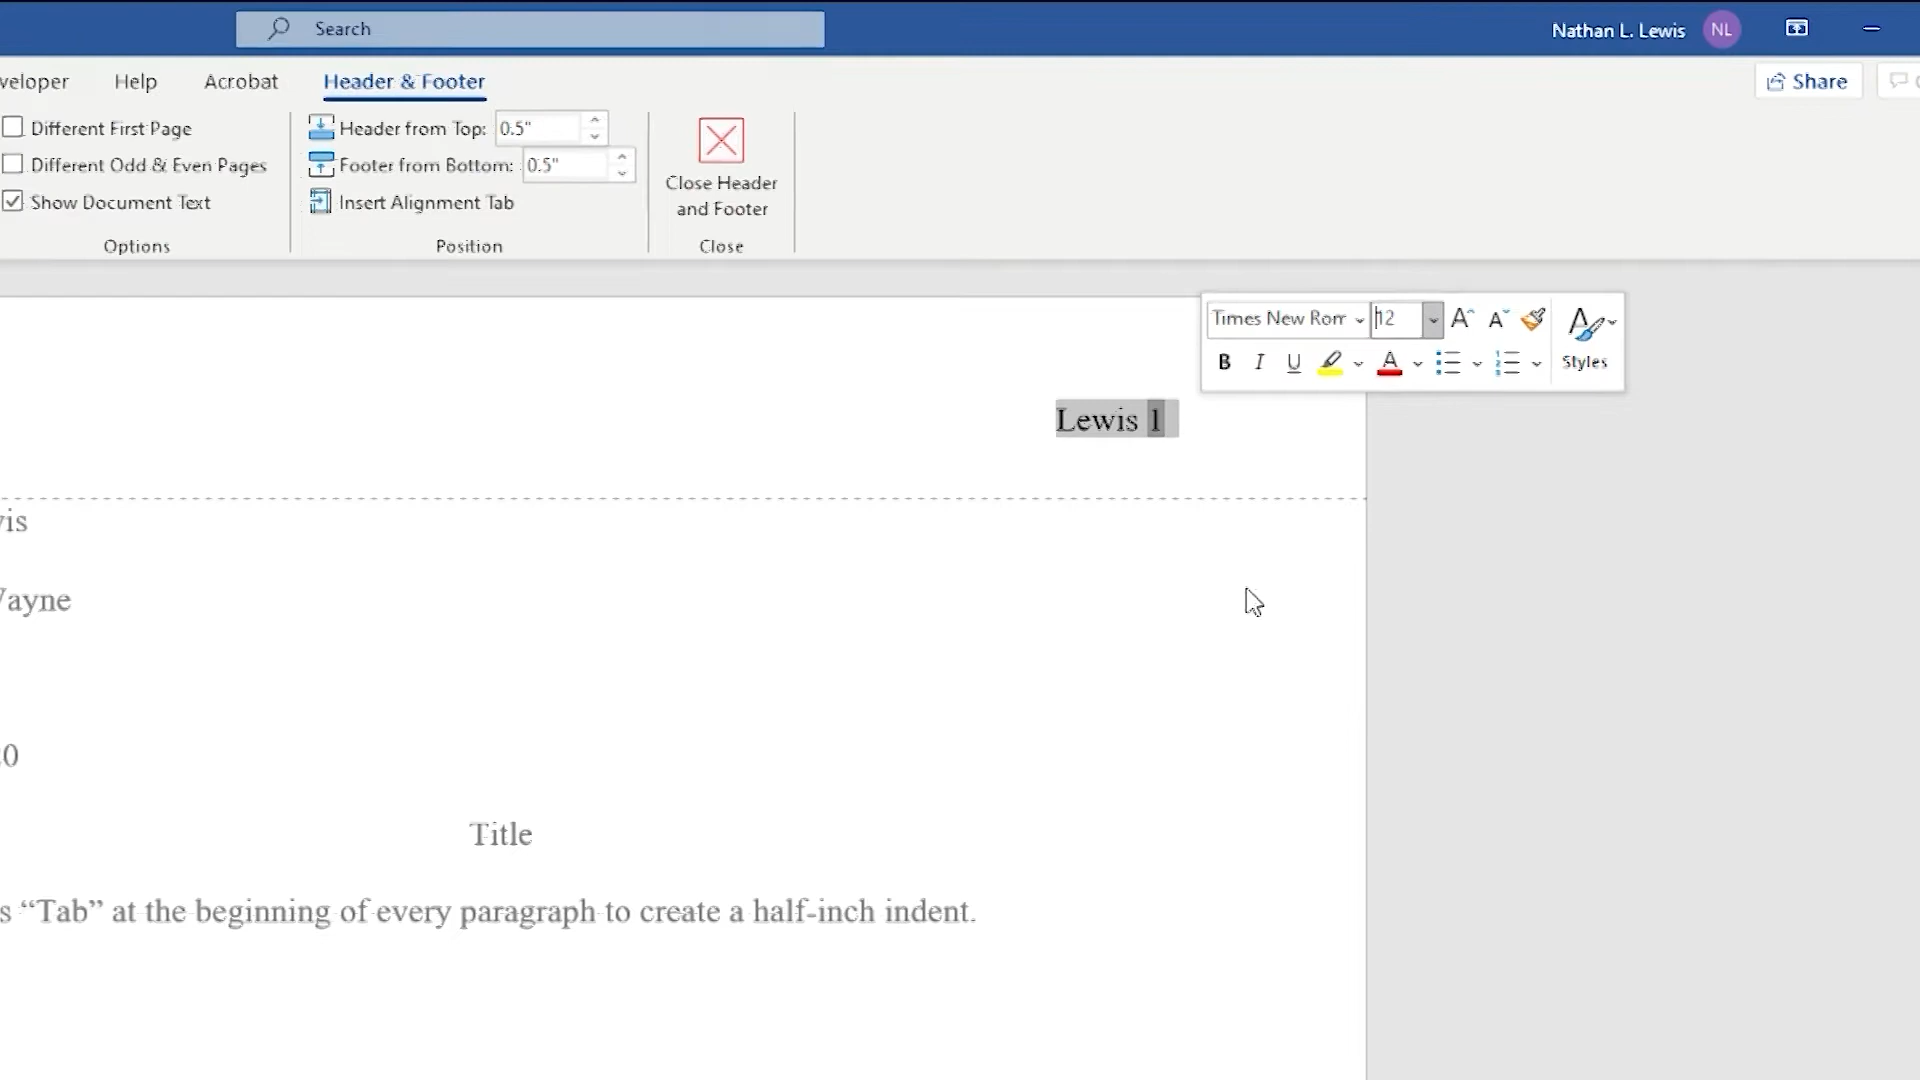 Search
Nathan L. Lewis
NL
veloper Help Acrobat Header & Footer
Share
Different First Page
Different Odd & Even Pages
Show Document Text
Options
Header from Top: 0.5"
Footer from Bottom: 0.5"
Insert Alignment Tab
Position
Close Header
and Footer
Close
Times New Rom 12
B I U
Styles
Lewis 1
wis
Wayne
20
Title
s “Tab” at the beginning of every paragraph to create a half-inch indent.